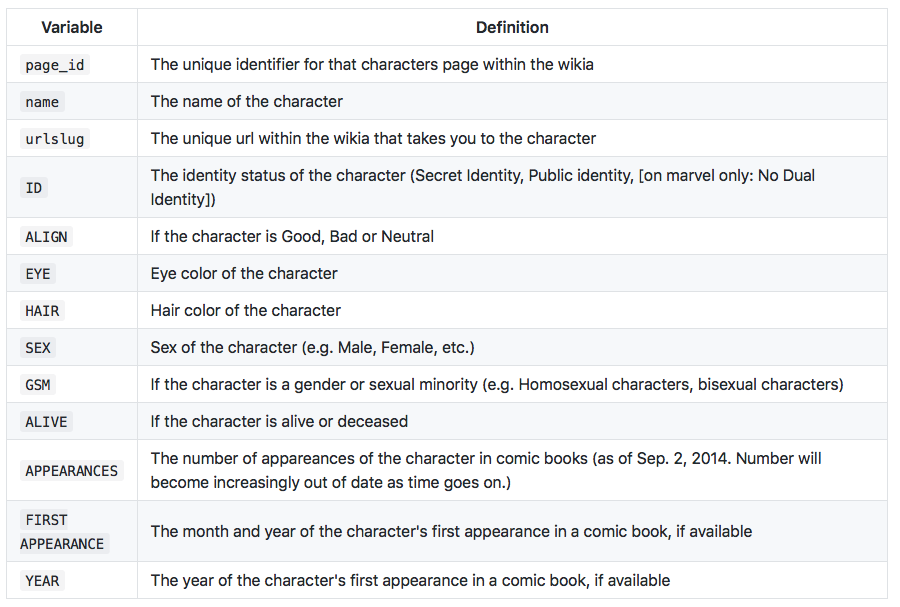 Variable Definition
page_id The unique identifier for that characters page within the wikia
name The name of the character
urlslug The unique url within the wikia that takes you to the character
ID The identity status of the character (Secret Identity, Public identity, [on marvel only: No Dual
Identity])
ALIGN If the character is Good, Bad or Neutral
EYE Eye color of the character
HAIR Hair color of the character
SEX Sex of the character (e.g. Male, Female, etc.)
GSM If the character is a gender or sexual minority (e.g. Homosexual characters, bisexual characters)
ALIVE If the character is alive or deceased
APPEARANCES The number of appareances of the character in comic books (as of Sep. 2, 2014. Number will
become increasingly out of date as time goes on.)
FIRST
APPEARANCE The month and year of the character's first appearance in a comic book, if available
YEAR The year of the character's first appearance in a comic book, if available